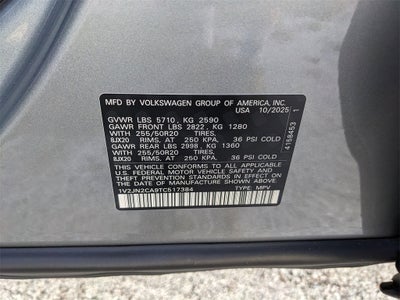 MFD BY VOLKSWAGEN GROUP OF AMERICA, INC.
USA 10/2025
GVWR LBS 5710, KG 2590
GAWR FRONT LBS 2822, KG 1280
WITH 255/50R20 TIRES,
8JX20 RIMS, AT 250 KPA, 36 PSI COLD
GAWR REAR LBS 2998, KG 1360
WITH 255/50R20 TIRES,
8JX20 RIMS, AT 250 KPA, 36 PSI COLD
THIS VEHICLE CONFORMS TO ALL APPLICABLE
U.S. FEDERAL MOTOR VEHICLE SAFETY
STANDARDS IN EFFECT ON THE DATE OF
MANUFACTURE SHOWN ABOVE.
1V2JN2CA9TC517384 TYPE MPV
4158453 1